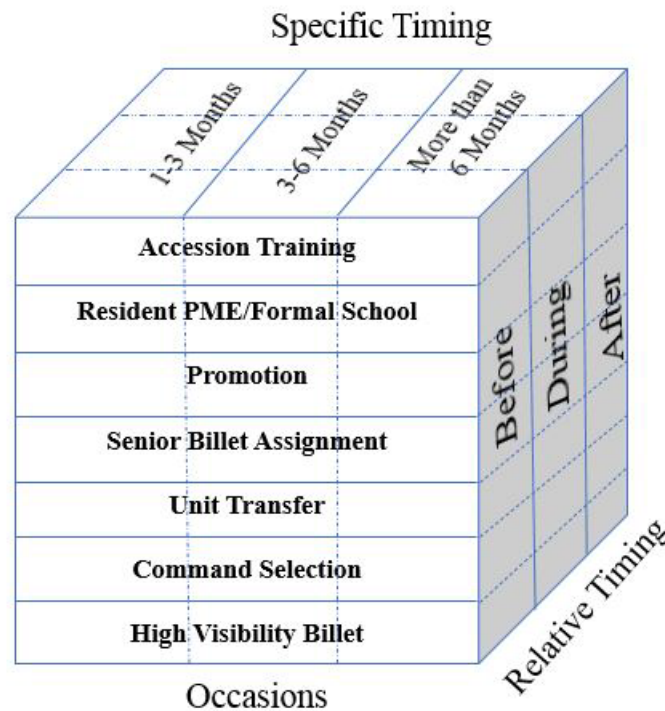 Specific Timing
1-3 Months
3-6 Months
More than
6 Months
Accession Training
Resident PME/Formal School
Promotion
Senior Billet Assignment
Unit Transfer
Command Selection
High Visibility Billet
Before
During
After
Relative Timing
Occasions